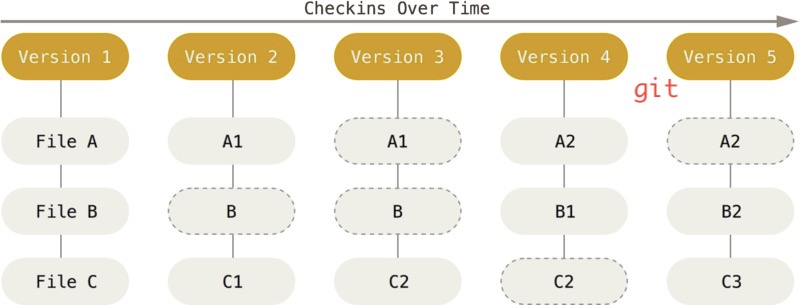 Checkins Over Time
Version 1 Version 2 Version 3 Version 4 Version 5
git
File A A1 A1 A2 A2
File B B B B1 B2
File C C1 C2 C2 C3